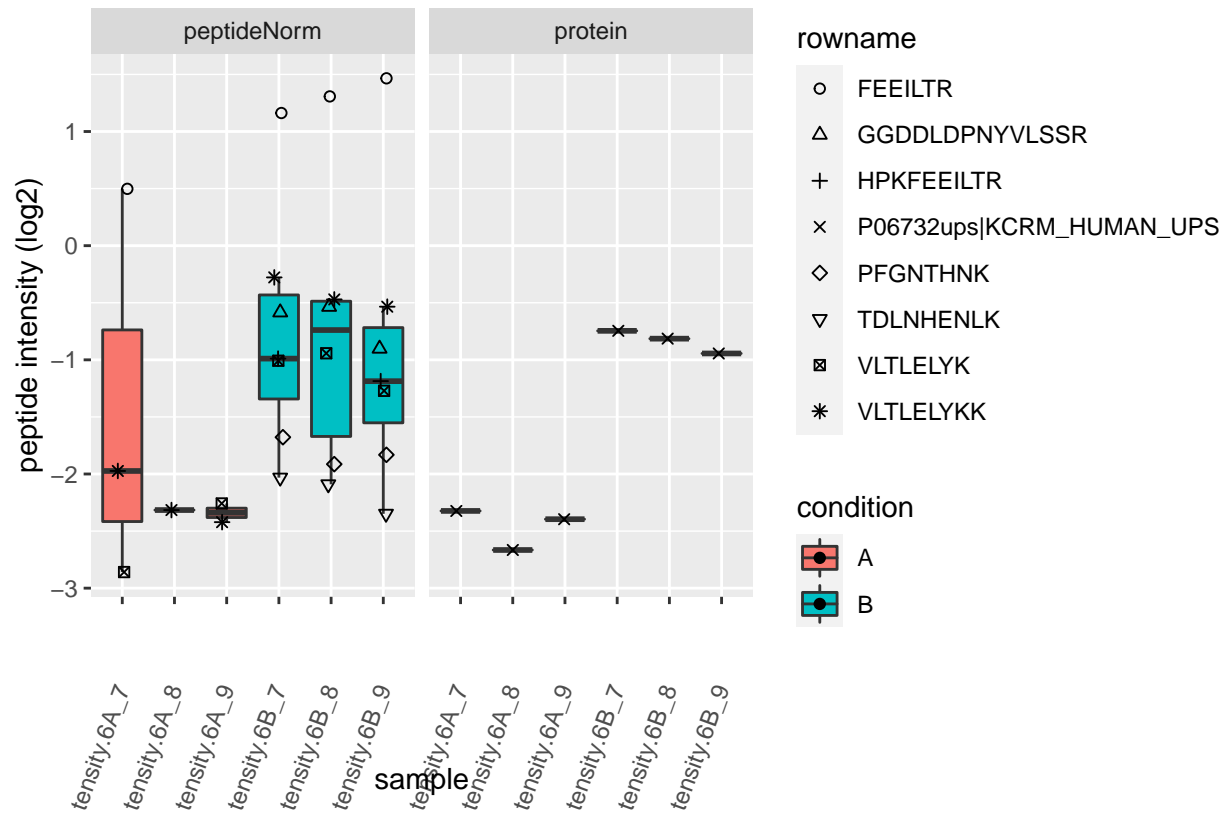 peptideNorm
protein
peptide intensity (log2)
1
0
−1
−2
−3
tensity.6A_7
tensity.6A_8
tensity.6A_9
tensity.6B_7
tensity.6B_8
tensity.6B_9
tensity.6A_7
tensity.6A_8
tensity.6A_9
tensity.6B_7
tensity.6B_8
tensity.6B_9
sample
rowname
FEEILTR
GGDDLDPNYVLSSR
HPKFEEILTR
P06732ups|KCRM_HUMAN_UPS
PFGNTHNK
TDLNHENLK
VLTLELYK
VLTLELYKK
condition
A
B